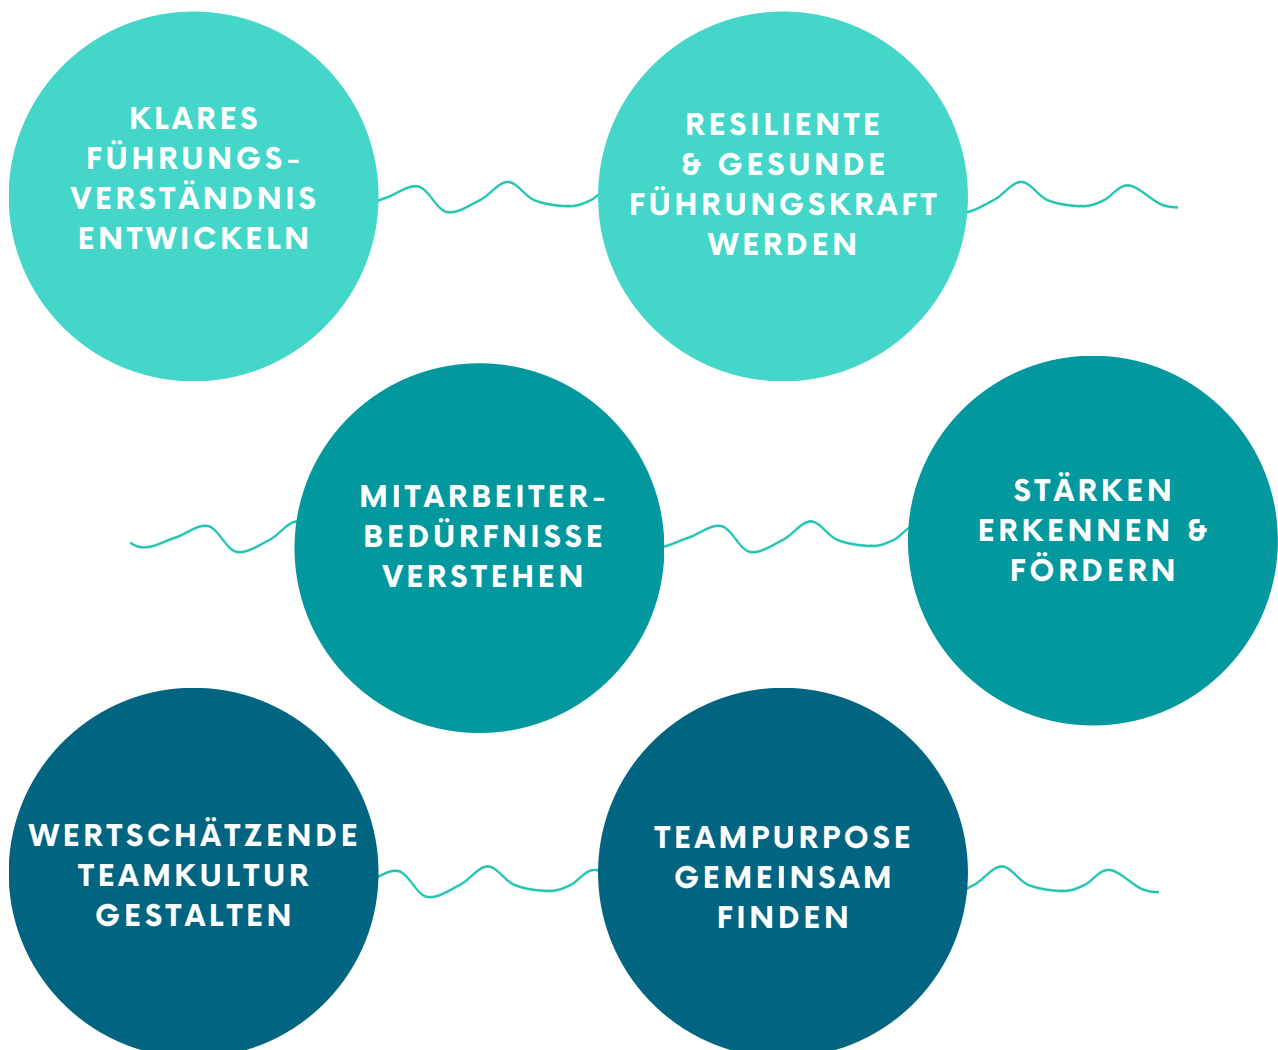 KLARES
FÜHRUNGS-
VERSTÄNDNIS
ENTWICKELN
RESILIENTE
& GESUNDE
FÜHRUNGSKRAFT
WERDEN
MITARBEITER-
BEDÜRFNISSE
VERSTEHEN
STÄRKEN
ERKENNEN &
FÖRDERN
WERTSCHÄTZENDE
TEAMKULTUR
GESTALTEN
TEAMPURPOSE
GEMEINSAM
FINDEN